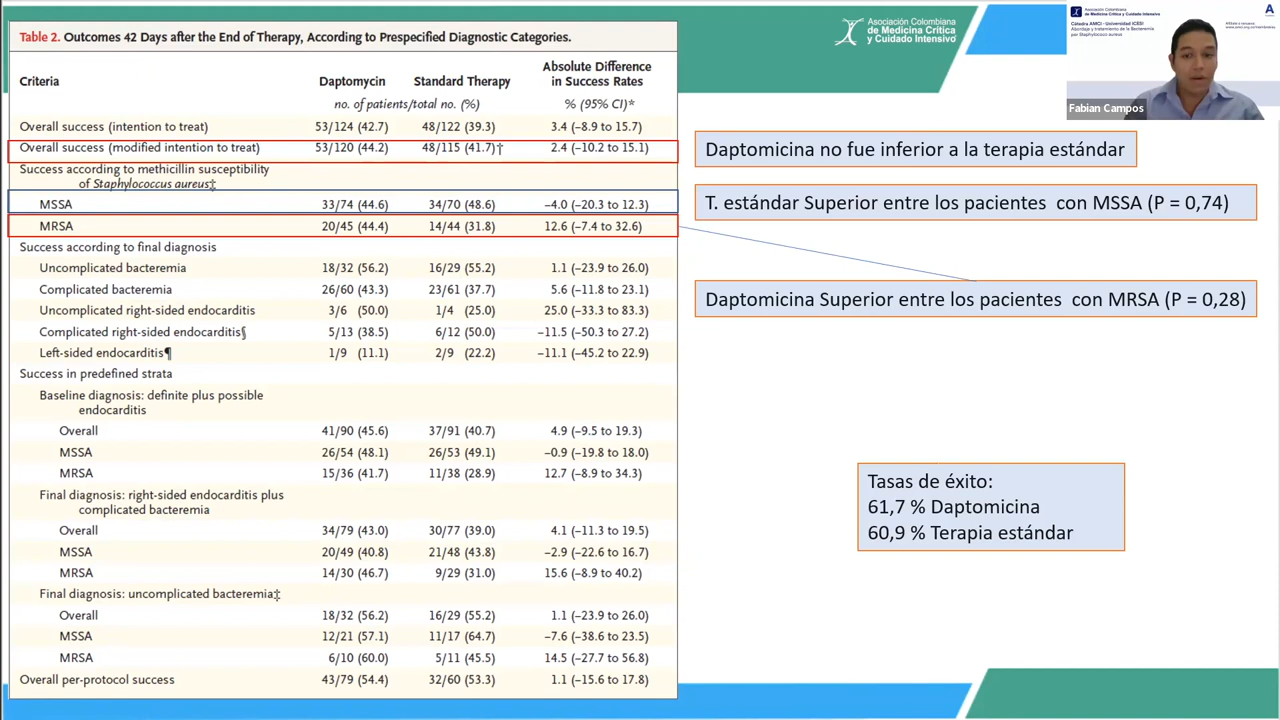 Table 2. Outcomes 42 Days after the End of Therapy, According to Prespecified Diagnostic Categor
Criteria Daptomycin Standard Therapy Absolute Difference in Success Rates
no. of patients/total no. (%) % (95% CI)*
Overall success (intention to treat) 53/124 (42.7) 48/122 (39.3) 3.4 (−8.9 to 15.7)
Overall success (modified intention to treat) 53/120 (44.2) 48/115 (41.7)† 2.4 (−10.2 to 15.1)
Success according to methicillin susceptibility
of Staphylococcus aureus‡
MSSA 33/74 (44.6) 34/70 (48.6) −4.0 (−20.3 to 12.3)
MRSA 20/45 (44.4) 14/44 (31.8) 12.6 (−7.4 to 32.6)
Success according to final diagnosis
Uncomplicated bacteremia 18/32 (56.2) 16/29 (55.2) 1.1 (−23.9 to 26.0)
Complicated bacteremia 26/60 (43.3) 23/61 (37.7) 5.6 (−11.8 to 23.1)
Uncomplicated right-sided endocarditis 3/6 (50.0) 1/4 (25.0) 25.0 (−33.3 to 83.3)
Complicated right-sided endocarditis§ 5/13 (38.5) 6/12 (50.0) −11.5 (−50.3 to 27.2)
Left-sided endocarditis¶ 1/9 (11.1) 2/9 (22.2) −11.1 (−45.2 to 22.9)
Success in predefined strata
Baseline diagnosis: definite plus possible
endocarditis
Overall 41/90 (45.6) 37/91 (40.7) 4.9 (−9.5 to 19.3)
MSSA 26/54 (48.1) 26/53 (49.1) −0.9 (−19.8 to 18.0)
MRSA 15/36 (41.7) 11/38 (28.9) 12.7 (−8.9 to 34.3)
Final diagnosis: right-sided endocarditis plus
complicated bacteremia
Overall 34/79 (43.0) 30/77 (39.0) 4.1 (−11.3 to 19.5)
MSSA 20/49 (40.8) 21/48 (43.8) −2.9 (−22.6 to 16.7)
MRSA 14/30 (46.7) 9/29 (31.0) 15.6 (−8.9 to 40.2)
Final diagnosis: uncomplicated bacteremia‡
Overall 18/32 (56.2) 16/29 (55.2) 1.1 (−23.9 to 26.0)
MSSA 12/21 (57.1) 11/17 (64.7) −7.6 (−38.6 to 23.5)
MRSA 6/10 (60.0) 5/11 (45.5) 14.5 (−27.7 to 56.8)
Overall per-protocol success 43/79 (54.4) 32/60 (53.3) 1.1 (−15.6 to 17.8)
Asociación Colombiana
de Medicina Crítica
y Cuidado Intensivo
Asociación Colombiana
de Medicina Crítica y Cuidado Intensivo
Cátedra AMCI - Universidad ICESI
Abordaje y tratamiento de la Bacteremia
por Staphylococcus aureus
A
Fabian Campos
Daptomicina no fue inferior a la terapia estándar
T. estándar Superior entre los pacientes con MSSA (P = 0,74)
Daptomicina Superior entre los pacientes con MRSA (P = 0,28)
Tasas de éxito:
61,7 % Daptomicina
60,9 % Terapia estándar